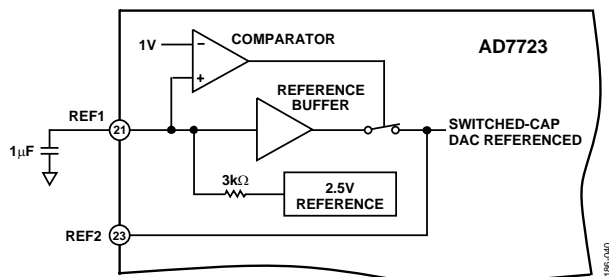 AD7723
COMPARATOR
1V
−
+
REFERENCE
BUFFER
REF1
21
1μF
SWITCHED-CAP
DAC REFERENCED
3kΩ
2.5V
REFERENCE
REF2
23